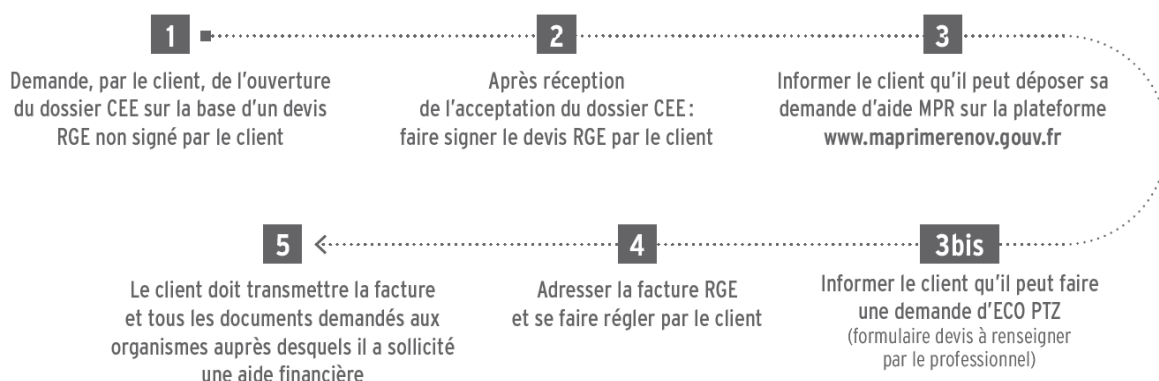 1
Demande, par le client, de l'ouverture
du dossier CEE sur la base d'un devis
RGE non signé par le client
2
Après réception
de l'acceptation du dossier CEE :
faire signer le devis RGE par le client
3
Informer le client qu'il peut déposer sa
demande d'aide MPR sur la plateforme
www.maprimerenov.gouv.fr
3bis
Informer le client qu'il peut faire
une demande d'ECO PTZ
(formulaire devis à renseigner
par le professionnel)
4
Adresser la facture RGE
et se faire régler par le client
5
Le client doit transmettre la facture
et tous les documents demandés aux
organismes auprès desquels il a sollicité
une aide financière